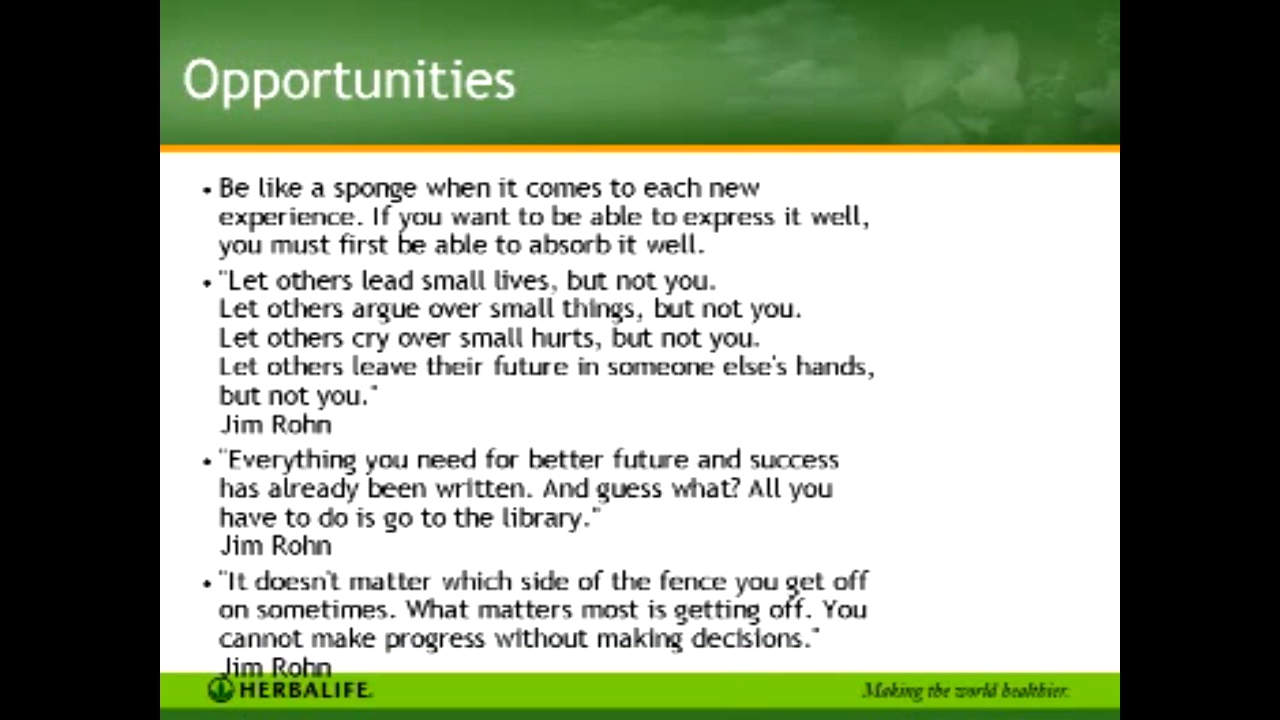 Opportunities
• Be like a sponge when it comes to each new
experience. If you want to be able to express it well,
you must first be able to absorb it well.
• "Let others lead small lives, but not you.
Let others argue over small things, but not you.
Let others cry over small hurts, but not you.
Let others leave their future in someone else's hands,
but not you."
Jim Rohn
• "Everything you need for better future and success
has already been written. And guess what? All you
have to do is go to the library."
Jim Rohn
• "It doesn't matter which side of the fence you get off
on sometimes. What matters most is getting off. You
cannot make progress without making decisions."
Jim Rohn
HERBALIFE.
Making the world healthier.